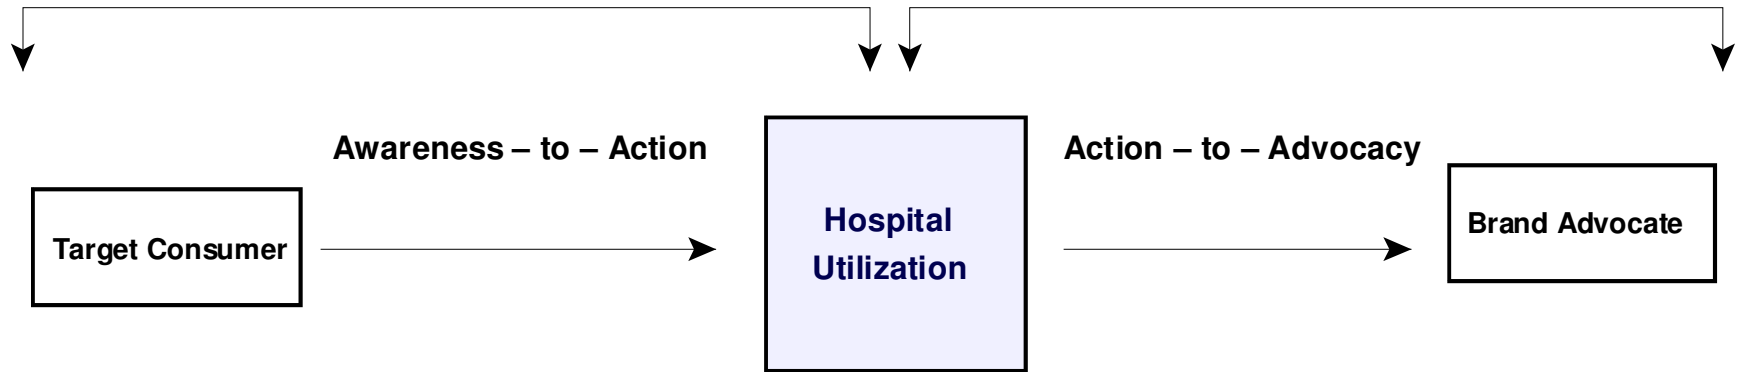 Awareness – to – Action
Action – to – Advocacy
Target Consumer
Hospital
Utilization
Brand Advocate